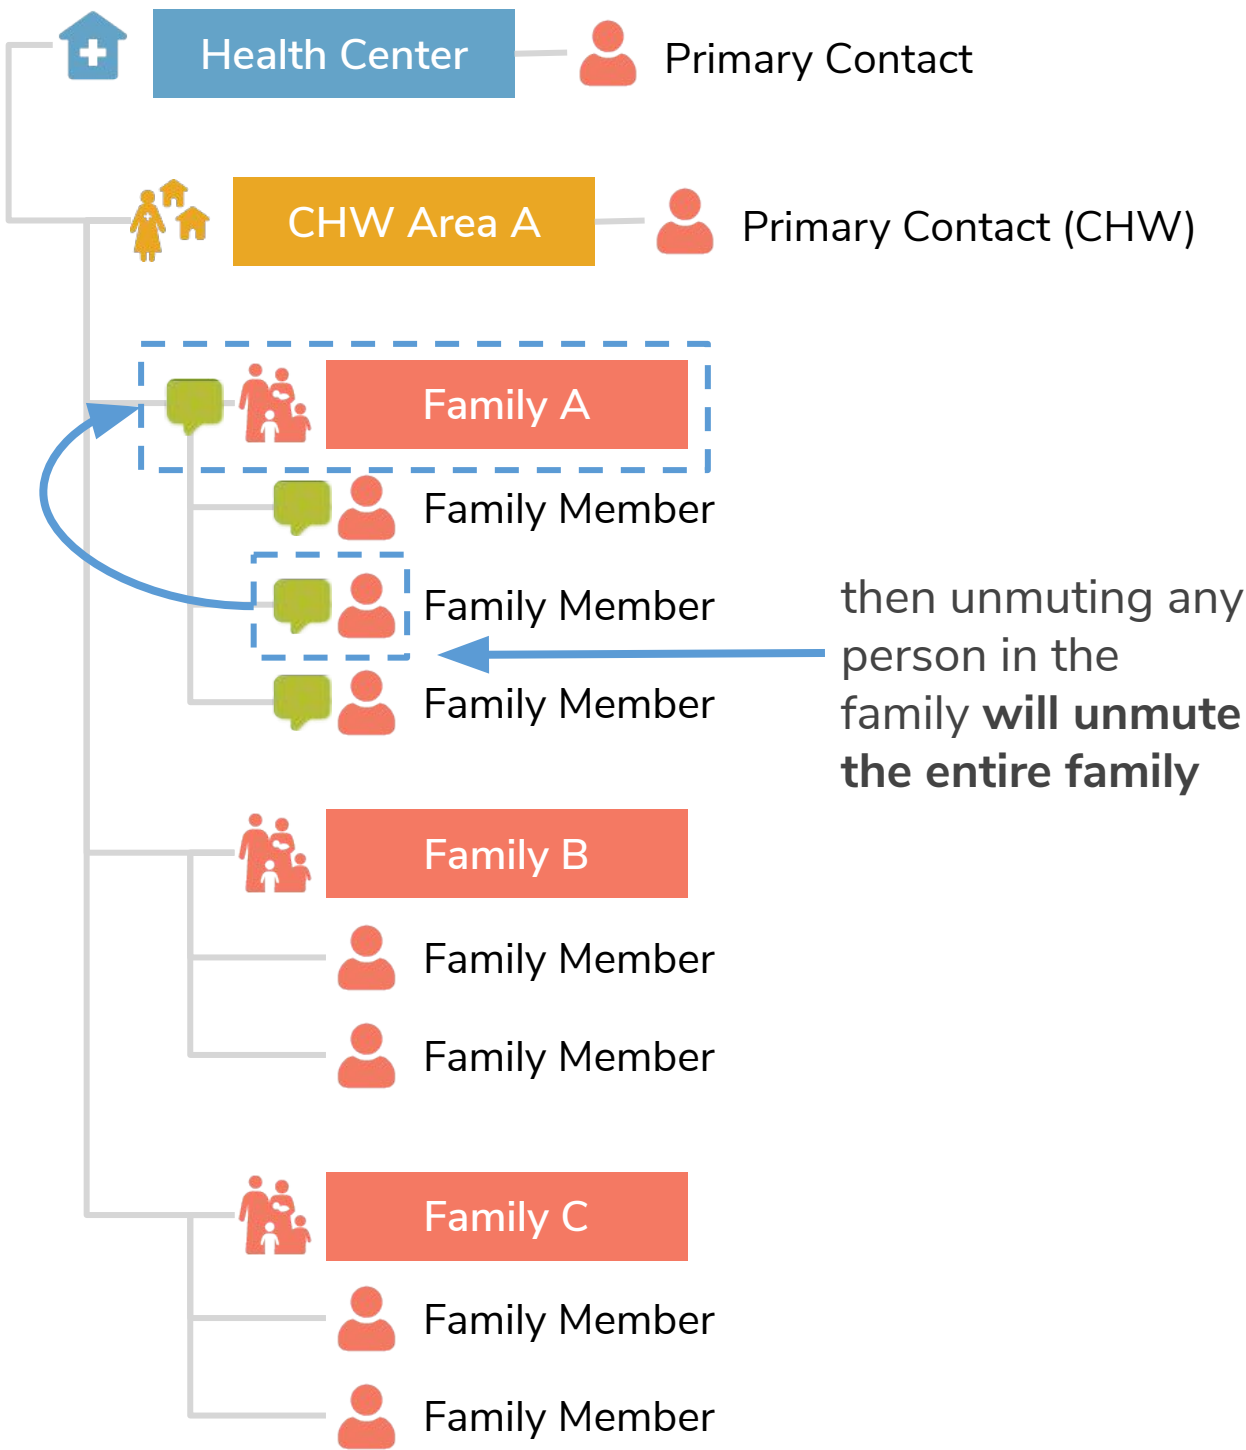 Health Center
Primary Contact
CHW Area A
Primary Contact (CHW)
Family A
Family Member
Family Member
Family Member
then unmuting any
person in the
family will unmute
the entire family
Family B
Family Member
Family Member
Family C
Family Member
Family Member